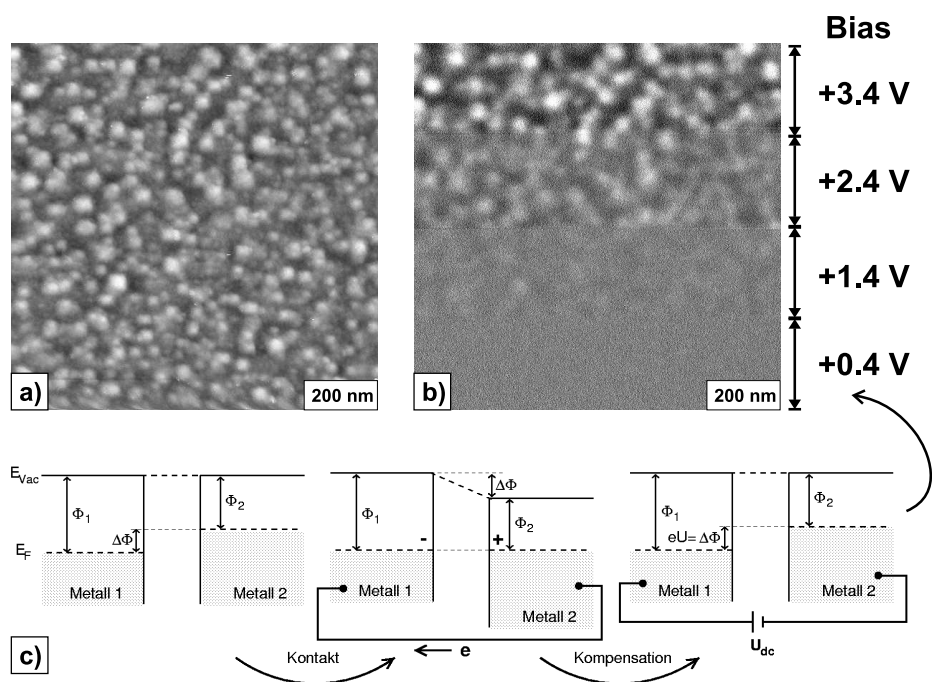 Bias
+3.4 V
+2.4 V
+1.4 V
+0.4 V
a)
200 nm
b)
200 nm
E_Vac
Φ1
Φ2
ΔΦ
E_F
Metall 1
Metall 2
ΔΦ
Φ1
Φ2
-
+
Metall 1
Metall 2
e
Φ1
Φ2
eU=ΔΦ
Metall 1
Metall 2
U_dc
c)
Kontakt
Kompensation